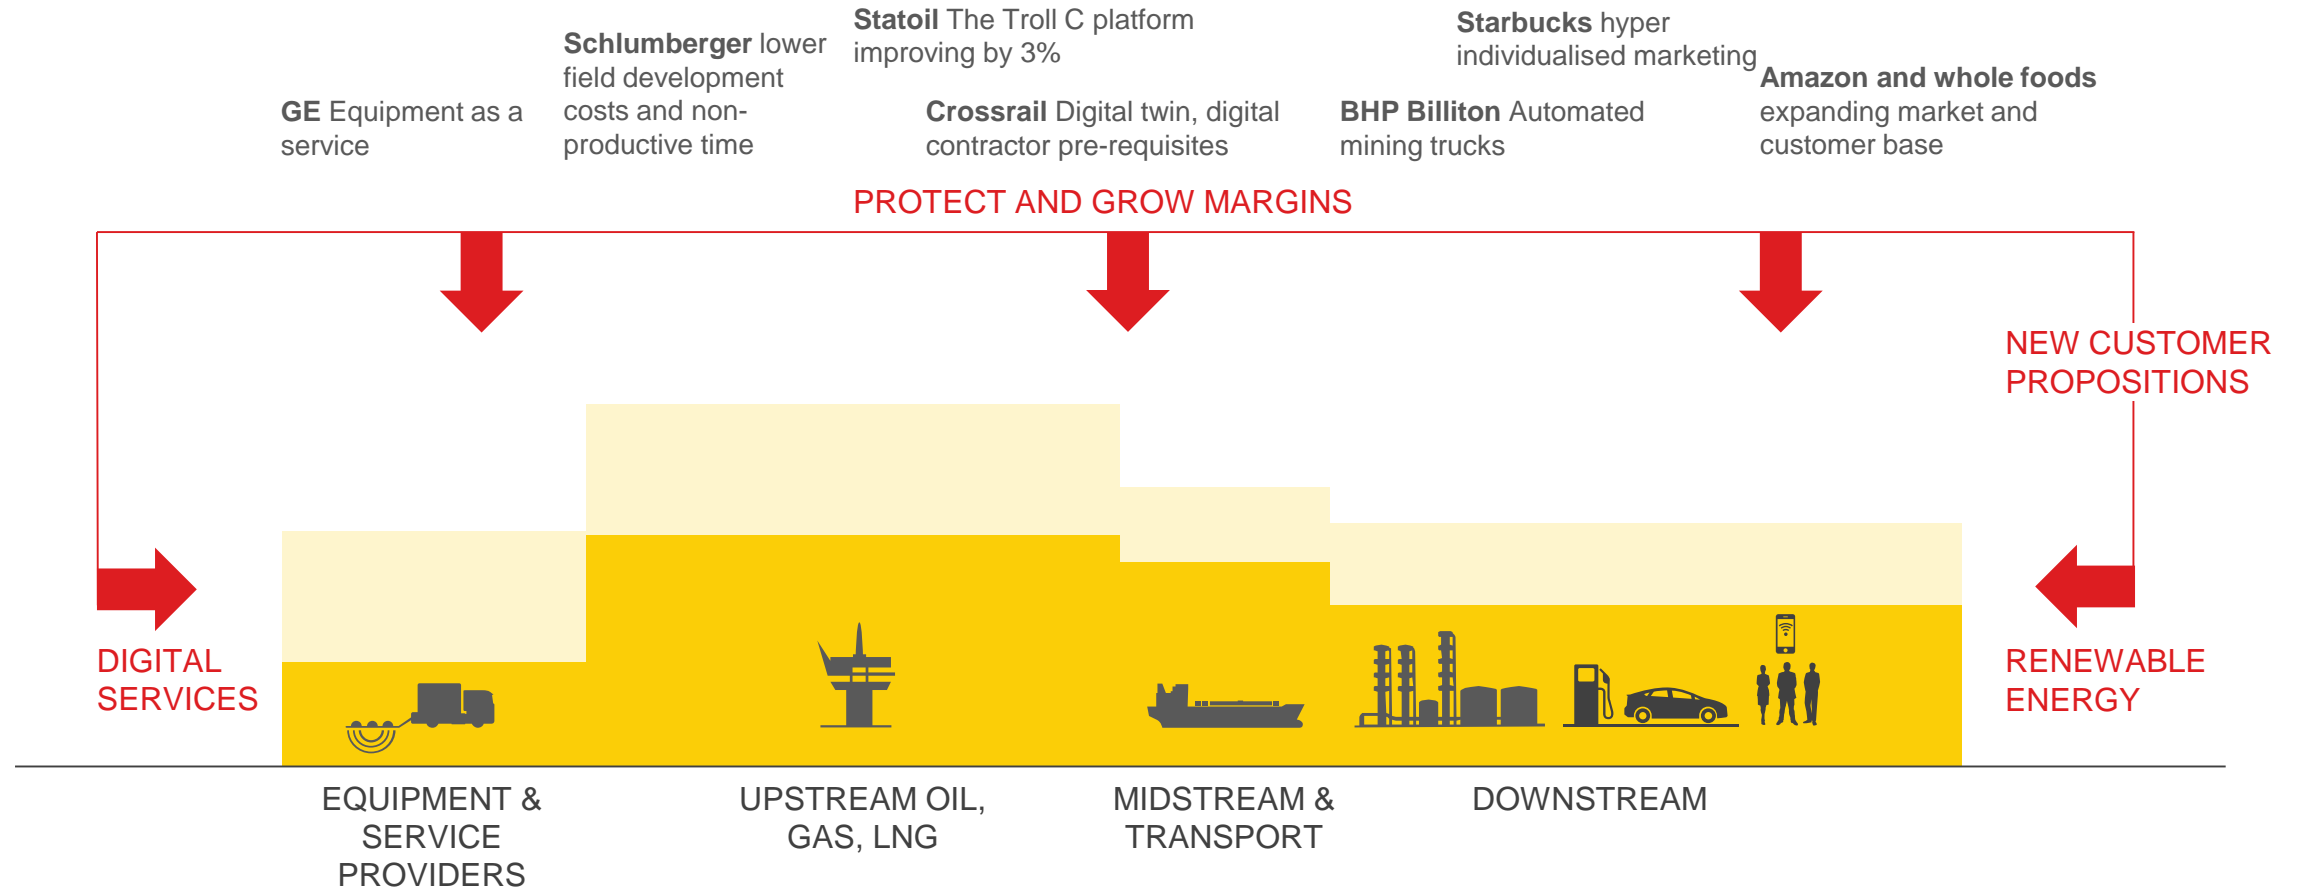 Statoil The Troll C platform
improving by 3%
Starbucks hyper
individualised marketing
Schlumberger lower
field development
costs and non-
productive time
Amazon and whole foods
expanding market and
customer base
GE Equipment as a
service
Crossrail Digital twin, digital
contractor pre-requisites
BHP Billiton Automated
mining trucks
PROTECT AND GROW MARGINS
NEW CUSTOMER
PROPOSITIONS
DIGITAL
SERVICES
RENEWABLE
ENERGY
EQUIPMENT &
SERVICE
PROVIDERS
UPSTREAM OIL,
GAS, LNG
MIDSTREAM &
TRANSPORT
DOWNSTREAM